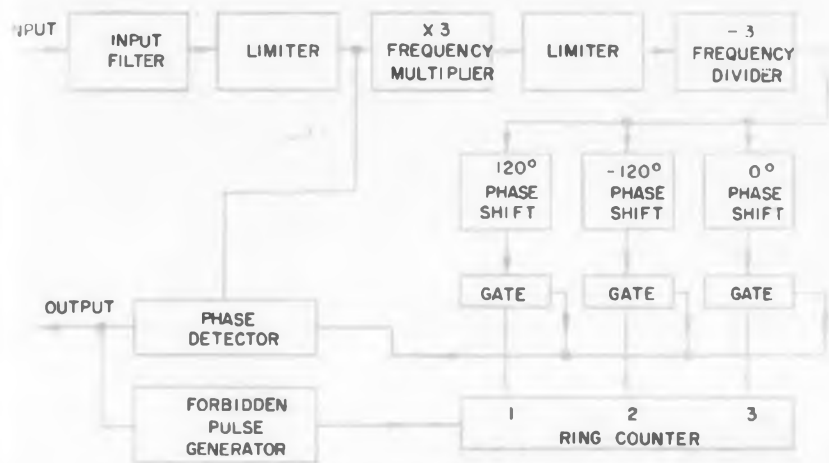 NPUT
INPUT
FILTER
LIMITER
X 3
FREQUENCY
MULTIPLIER
LIMITER
- 3
FREQUENCY
DIVIDER
120°
PHASE
SHIFT
-120°
PHASE
SHIFT
0°
PHASE
SHIFT
GATE
GATE
GATE
OUTPUT
PHASE
DETECTOR
FORBIDDEN
PULSE
GENERATOR
1 2 3
RING COUNTER